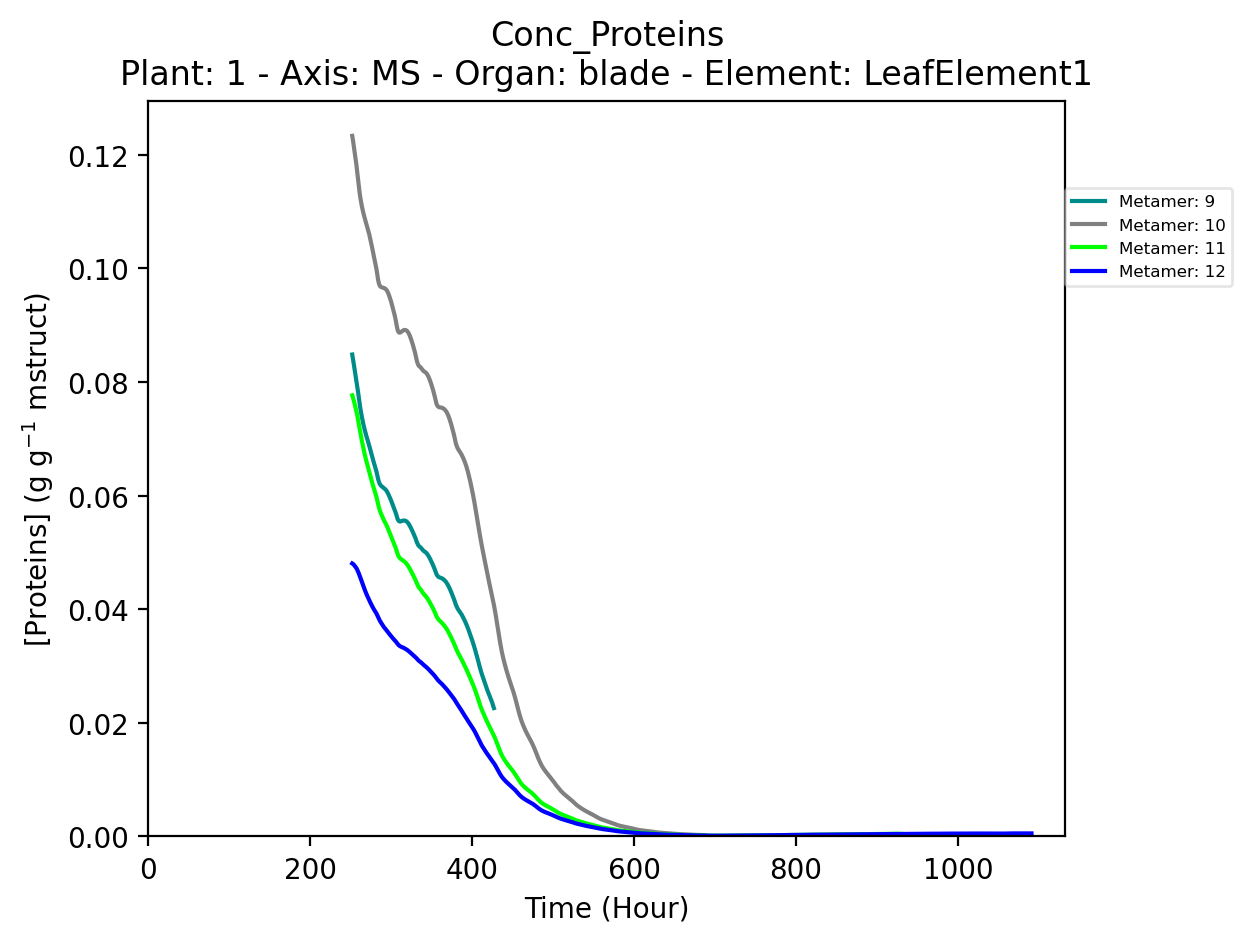 Conc_Proteins
Plant: 1 - Axis: MS - Organ: blade - Element: LeafElement1
0.12
0.10
0.08
0.06
0.04
0.02
0.00
[Proteins] (g g⁻¹ mstruct)
0 200 400 600 800 1000
Time (Hour)
Metamer: 9
Metamer: 10
Metamer: 11
Metamer: 12